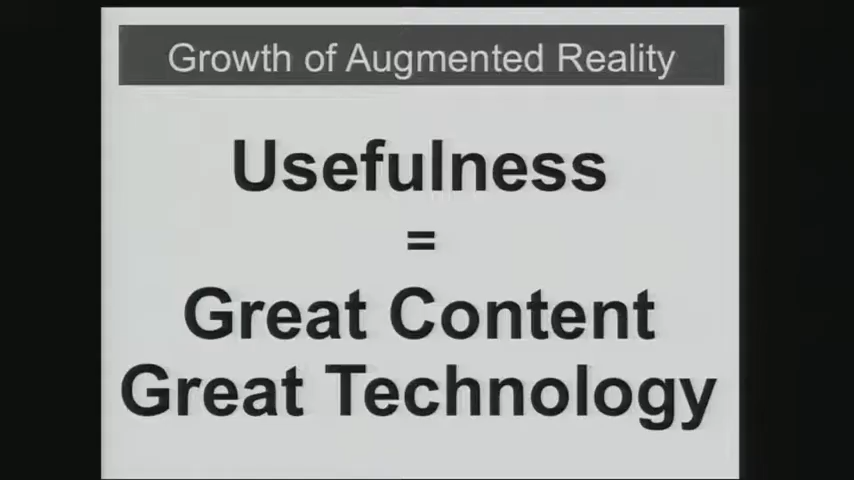 Growth of Augmented Reality
Usefulness
=
Great Content
Great Technology